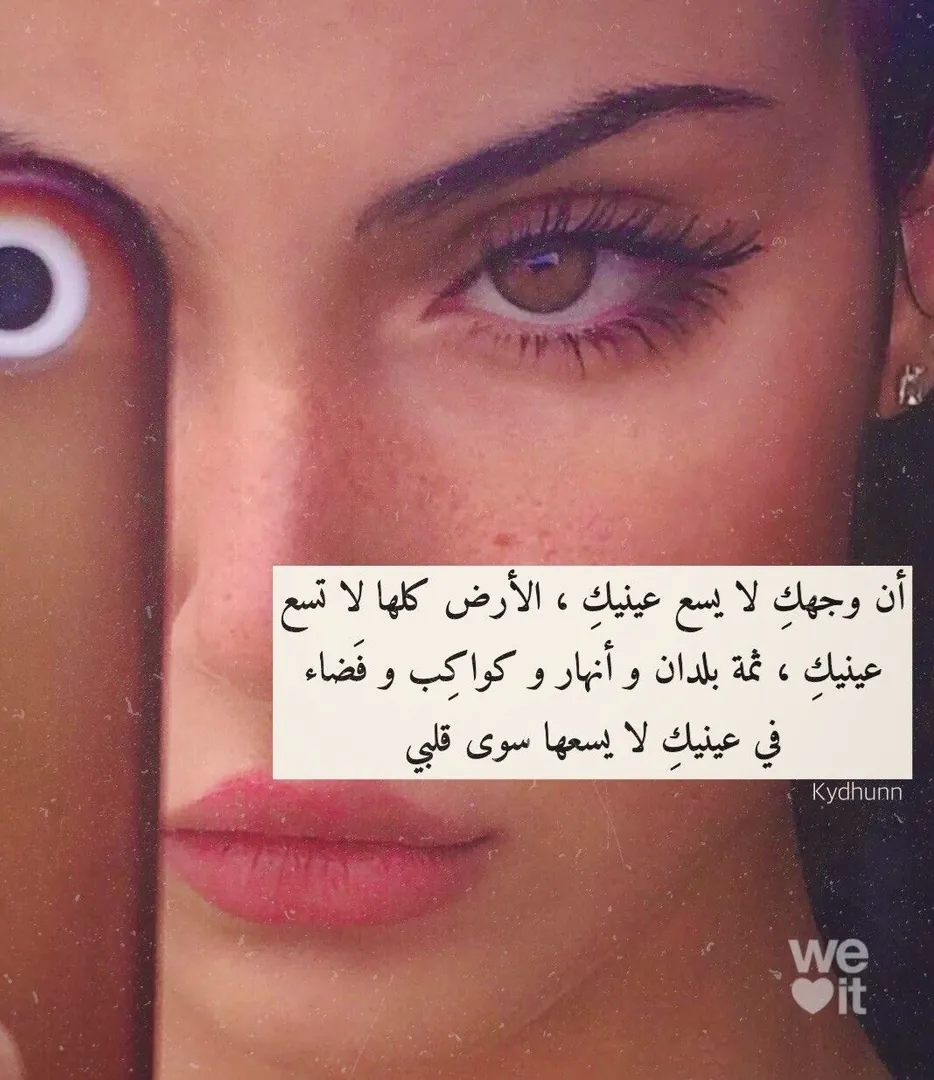 أن وجهكِ لا يسع عينيكِ ، الأرض كلها لا تسع
عينيكِ ، ثمة بلدان و أنهار و كواكِب و فَضاء
في عينيكِ لا يسعها سوى قلبي
Kydhunn
we
it